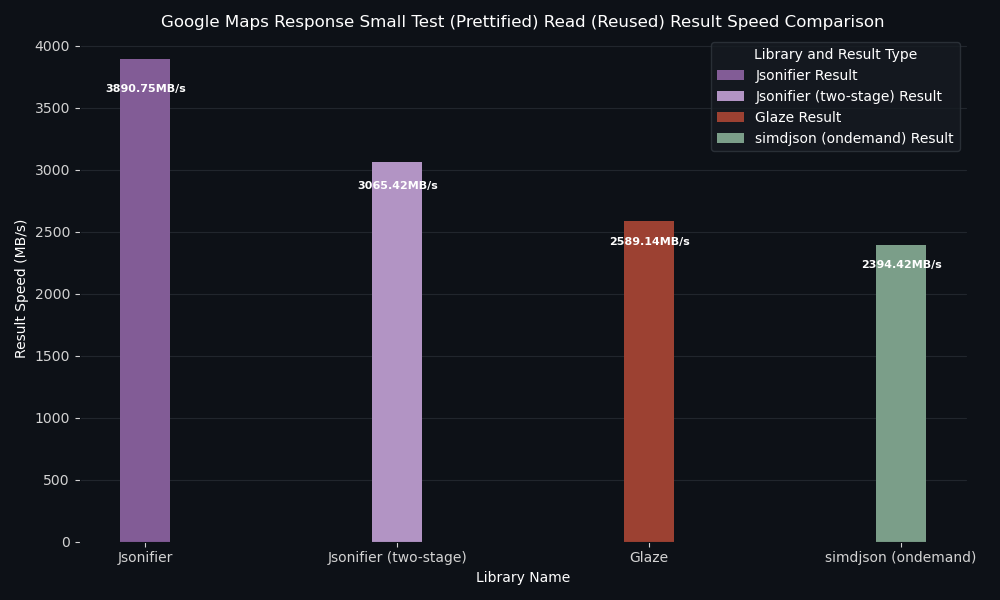 Google Maps Response Small Test (Prettified) Read (Reused) Result Speed Comparison
Library and Result Type
Jsonifier Result
Jsonifier (two-stage) Result
Glaze Result
simdjson (ondemand) Result
Result Speed (MB/s)
4000
3500
3000
2500
2000
1500
1000
500
0
3890.75MB/s
3065.42MB/s
2589.14MB/s
2394.42MB/s
Jsonifier
Jsonifier (two-stage)
Glaze
simdjson (ondemand)
Library Name